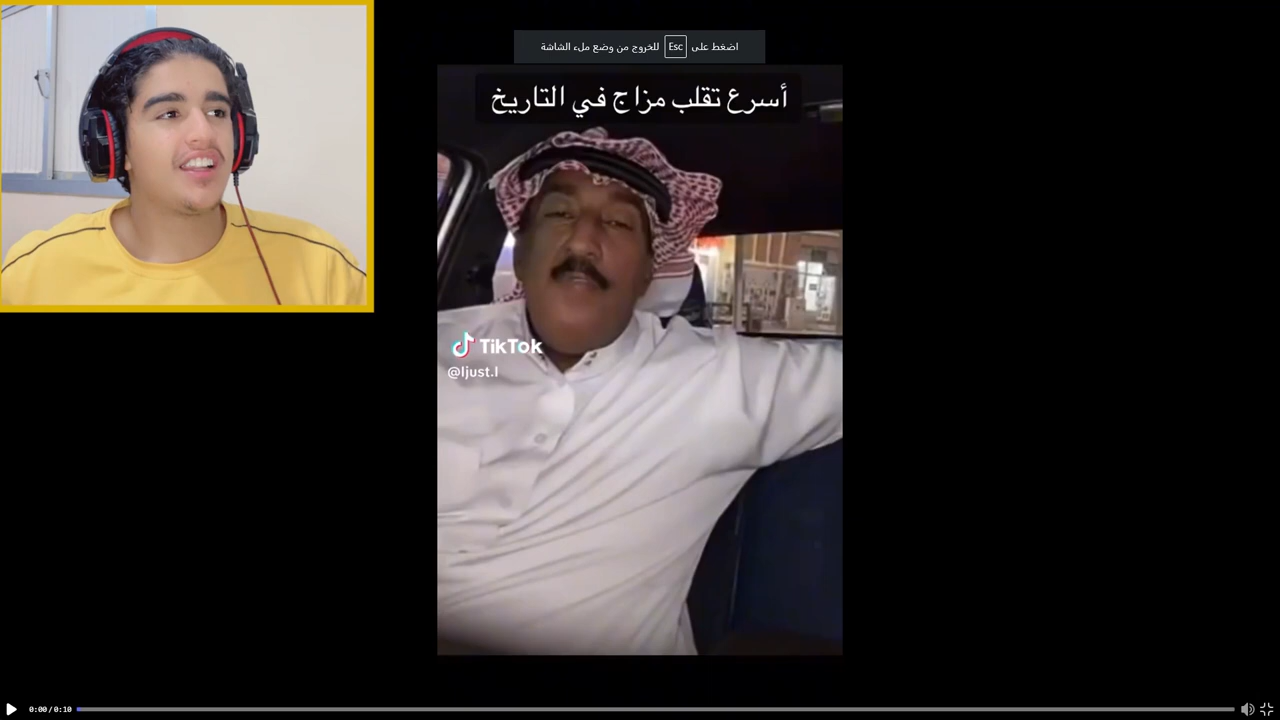 اضغط على Esc للخروج من وضع ملء الشاشة
أسرع تقلب مزاج في التاريخ
TikTok
@ljust.l
0:00 / 0:10